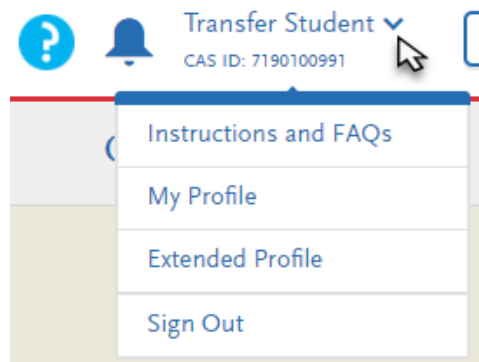 ?
Transfer Student
CAS ID: 7190100991
Instructions and FAQs
My Profile
Extended Profile
Sign Out